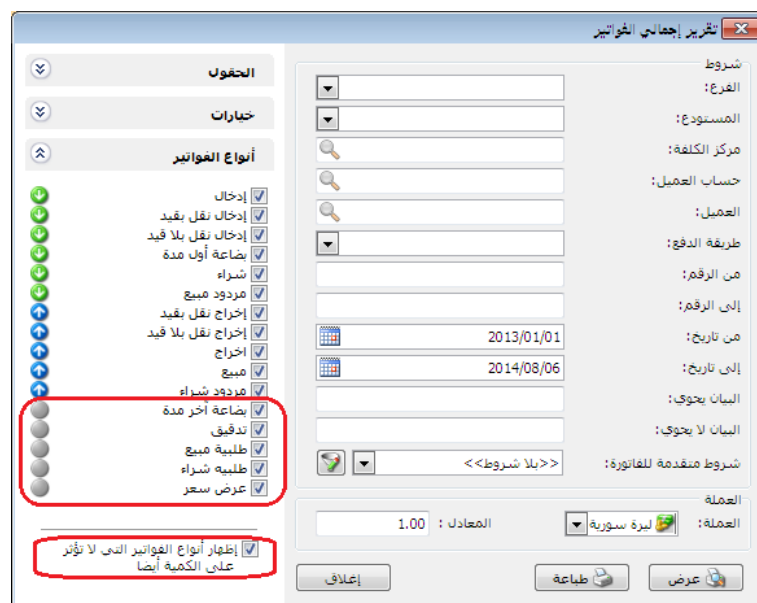 تقرير إجمالي الفواتير
شروط
الفرع:
المستودع:
مركز الكلفة:
حساب العميل:
العميل:
طريقة الدفع:
من الرقم:
إلى الرقم:
من تاريخ: 2013/01/01
إلى تاريخ: 2014/08/06
البيان يحوي:
البيان لا يحوي:
شروط متقدمة للفاتورة: <<بلا شروط>>
العملة
العملة: ليرة سورية المعادل : 1.00
عرض طباعة إغلاق
الحقول
خيارات
أنواع الفواتير
إدخال
إدخال نقل بقيد
إدخال نقل بلا قيد
بضاعة أول مدة
شراء
مردود مبيع
إخراج نقل بقيد
إخراج نقل بلا قيد
اخراج
مبيع
مردود شراء
بضاعة آخر مدة
تدقيق
طلبية مبيع
طلبيه شراء
عرض سعر
إظهار أنواع الفواتير التي لا تؤثر
على الكمية أيضا